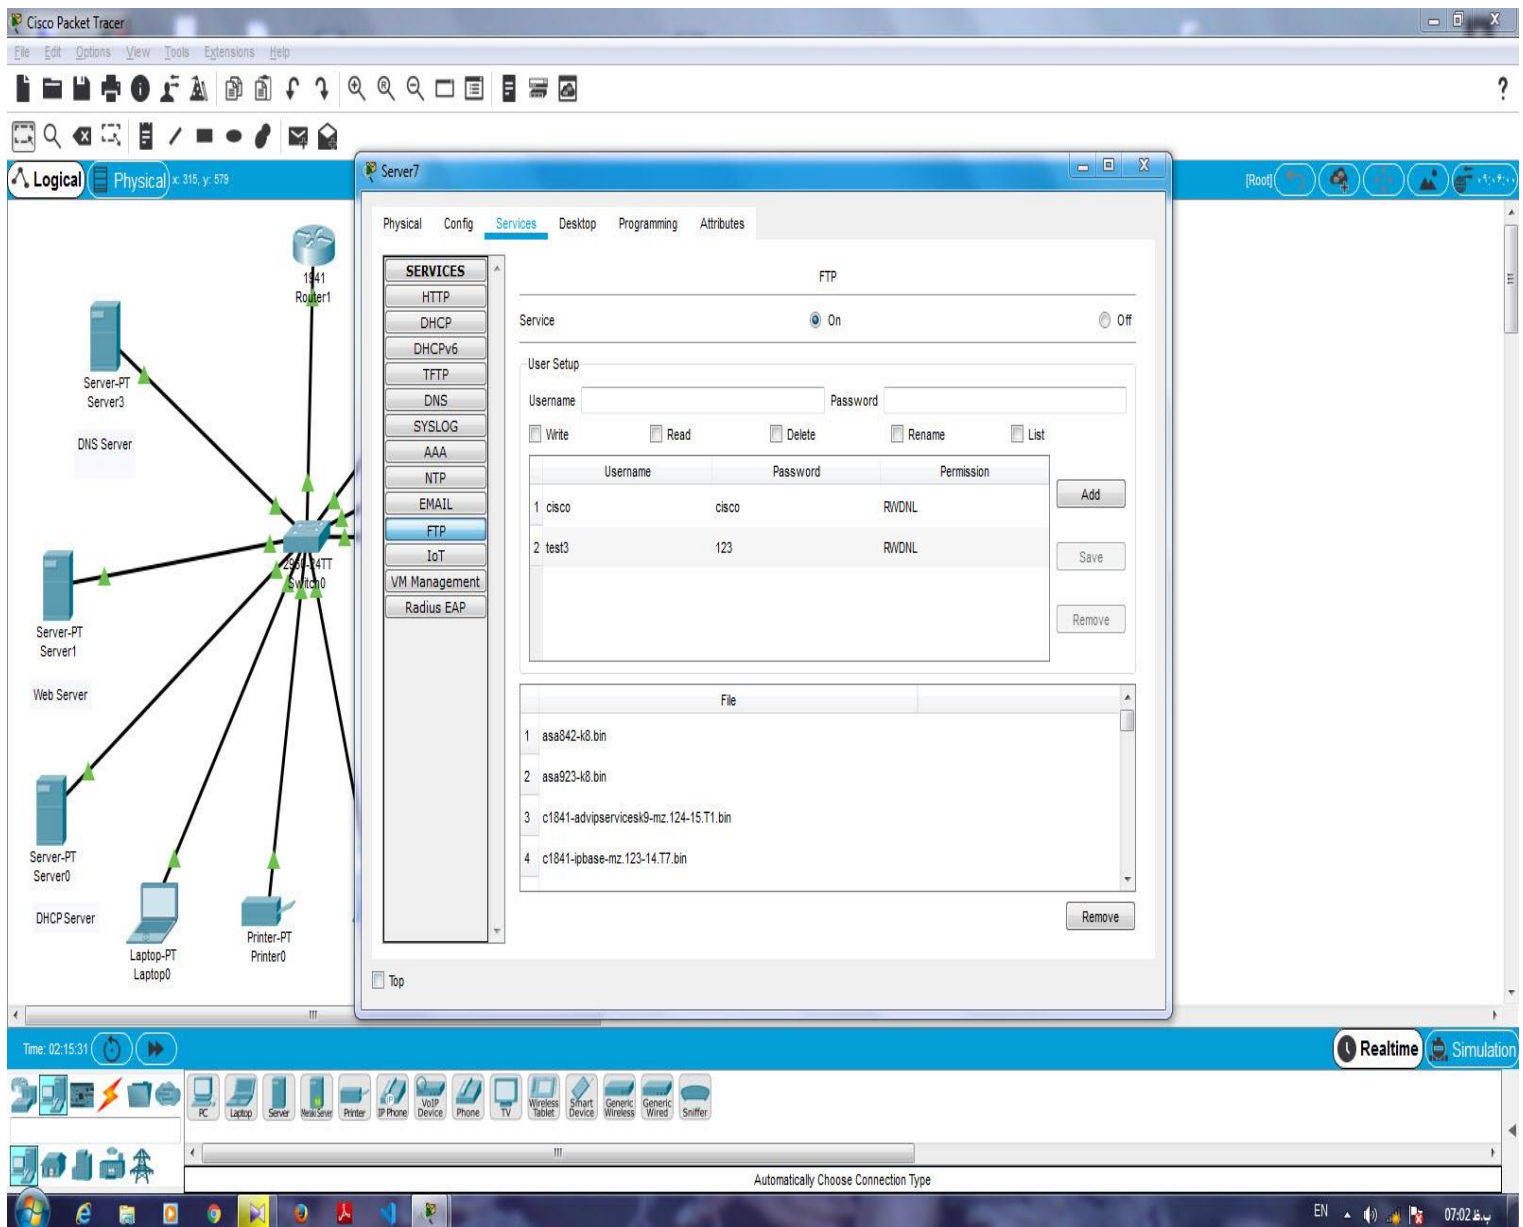 Cisco Packet Tracer
File Edit Options View Tools Extensions Help
?
Logical Physical x: 315, y: 579
[Root]
Server7
Physical Config Services Desktop Programming Attributes
SERVICES
HTTP
DHCP
DHCPv6
TFTP
DNS
SYSLOG
AAA
NTP
EMAIL
FTP
IoT
VM Management
Radius EAP
FTP
Service On Off
User Setup
Username Password
Write Read Delete Rename List
Username Password Permission
1 cisco cisco RWDNL
2 test3 123 RWDNL
Add
Save
Remove
File
1 asa842-k8.bin
2 asa923-k8.bin
3 c1841-advipservicesk9-mz.124-15.T1.bin
4 c1841-ipbase-mz.123-14.T7.bin
Remove
Top
1941
Router1
Server-PT
Server3
DNS Server
2960-24TT
Switch0
Server-PT
Server1
Web Server
Server-PT
Server0
DHCP Server
Laptop-PT
Laptop0
Printer-PT
Printer0
Time: 02:15:31
Realtime Simulation
PC Laptop Server Meraki Server Printer IP Phone VoIP Device Phone TV Wireless Tablet Smart Device Generic Wireless Generic Wired Sniffer
Automatically Choose Connection Type
EN 07:02 ب.ظ